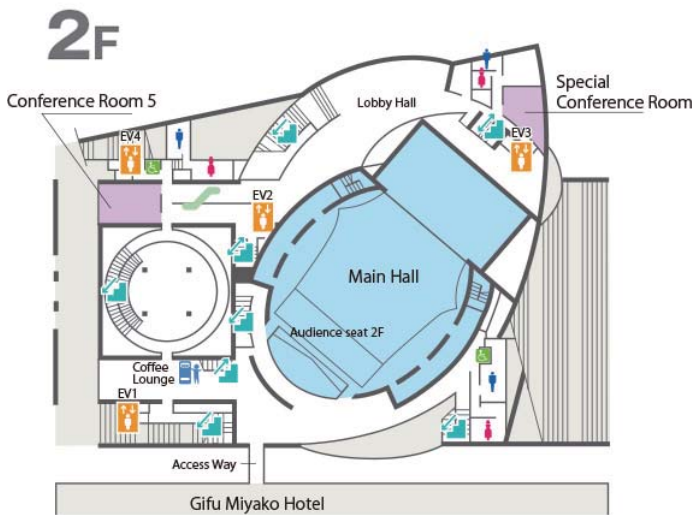 2F
Conference Room 5
Lobby Hall
Special
Conference Room
EV4
EV3
EV2
Main Hall
Audience seat 2F
Coffee
Lounge
EV1
Access Way
Gifu Miyako Hotel